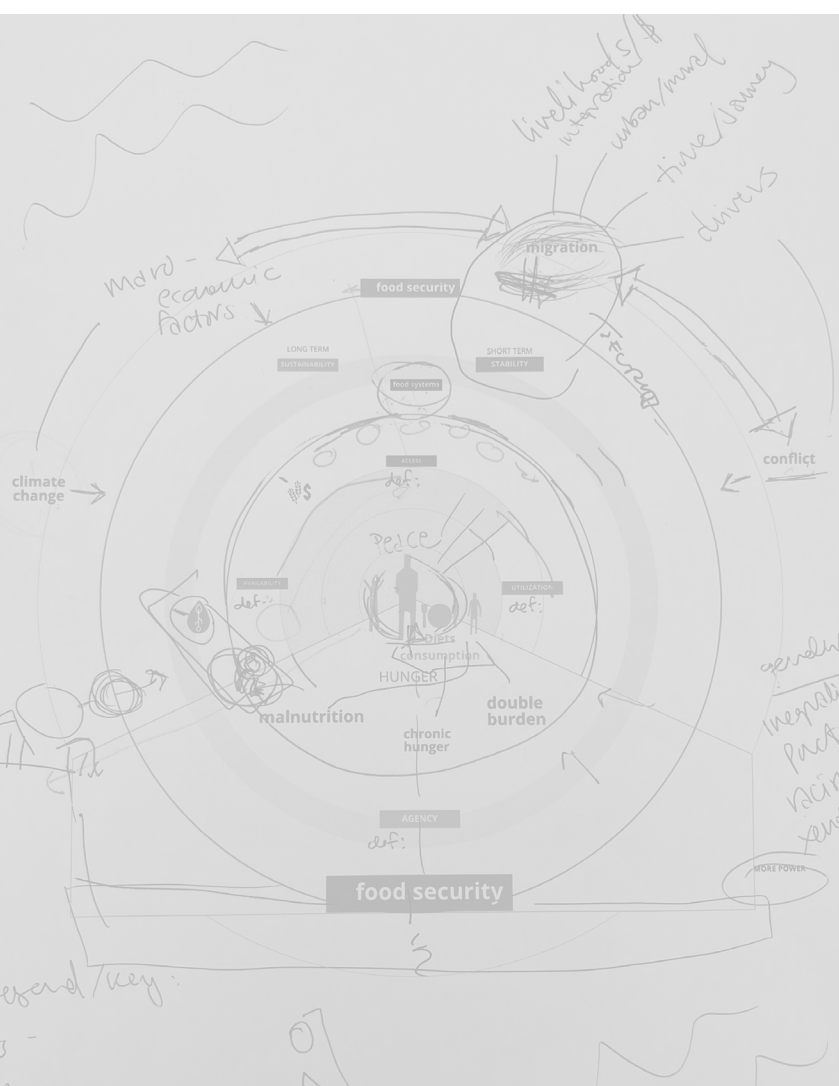 livelihoods/$
integration/
urban/rural
time/journey
drivers
migration
macro-
economic
factors
food security
LONG TERM
SUSTAINABILITY
SHORT TERM
STABILITY
food systems
climate
change
conflict
ACCESS
def:
$
Peace
AVAILABILITY
def:
UTILIZATION
def:
Diets
consumption
HUNGER
malnutrition
double
burden
chronic
hunger
AGENCY
def:
MORE POWER
food security